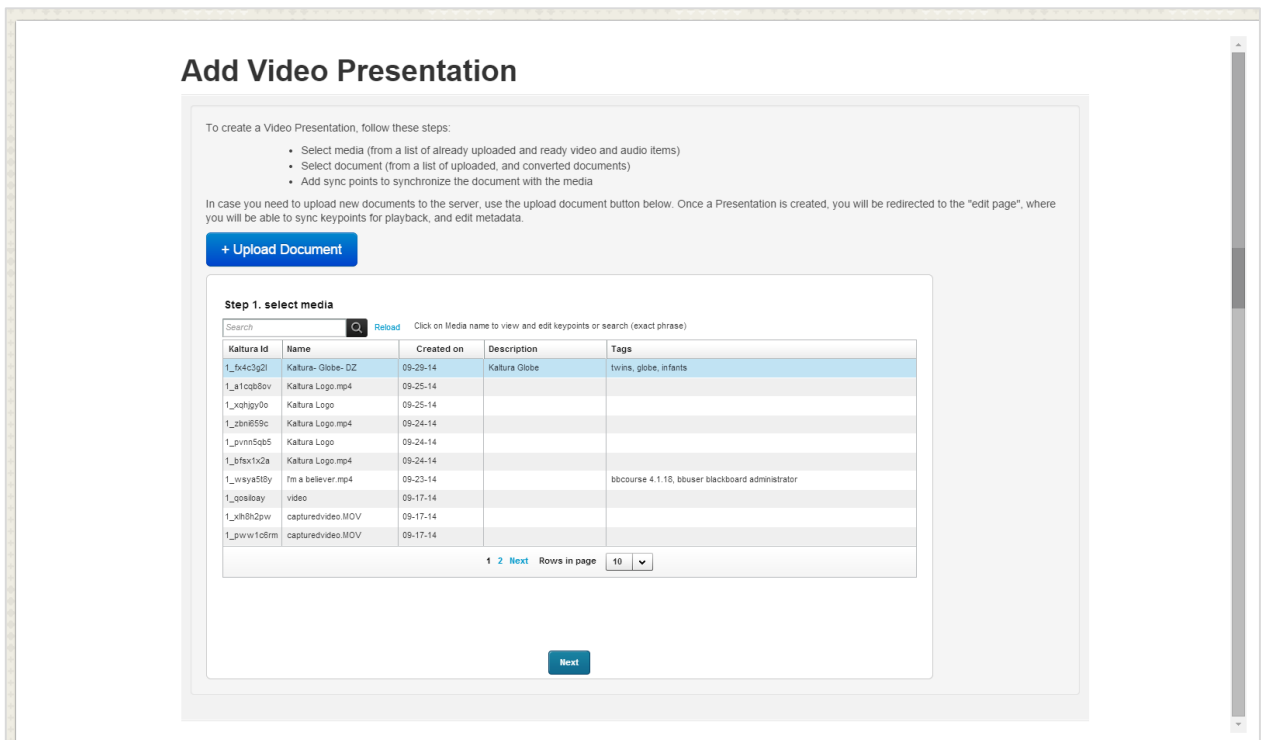 Add Video Presentation
To create a Video Presentation, follow these steps:
• Select media (from a list of already uploaded and ready video and audio items)
• Select document (from a list of uploaded, and converted documents)
• Add sync points to synchronize the document with the media
In case you need to upload new documents to the server, use the upload document button below. Once a Presentation is created, you will be redirected to the "edit page", where
you will be able to sync keypoints for playback, and edit metadata.
+ Upload Document
Step 1. select media
Search Reload Click on Media name to view and edit keypoints or search (exact phrase)
Kaltura Id Name Created on Description Tags
1_fx4c3g2l Kaltura- Globe- DZ 09-29-14 Kaltura Globe twins, globe, infants
1_a1cqb8ov Kaltura Logo.mp4 09-25-14
1_xqhjgy0o Kaltura Logo 09-25-14
1_zbni659c Kaltura Logo.mp4 09-24-14
1_pvnn5qb5 Kaltura Logo 09-24-14
1_bfsx1x2a Kaltura Logo.mp4 09-24-14
1_wsya5t8y I'm a believer.mp4 09-23-14 bbcourse 4.1.18, bbuser blackboard administrator
1_qosiloay video 09-17-14
1_xlh8h2pw capturedvideo.MOV 09-17-14
1_pww1c6rm capturedvideo.MOV 09-17-14
1 2 Next Rows in page 10
Next